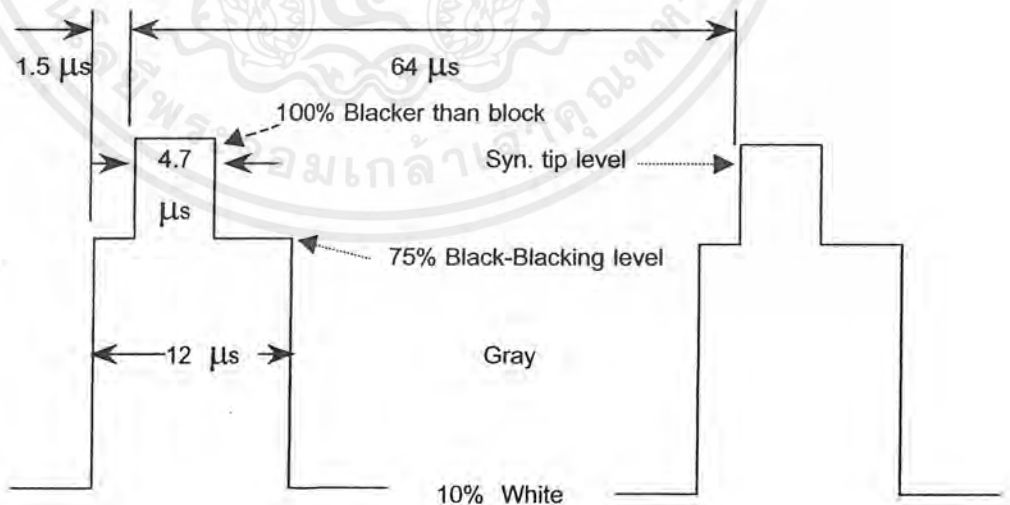 1.5 μs
64 μs
100% Blacker than block
4.7
μs
Syn. tip level
75% Black-Blacking level
12 μs
Gray
10% White